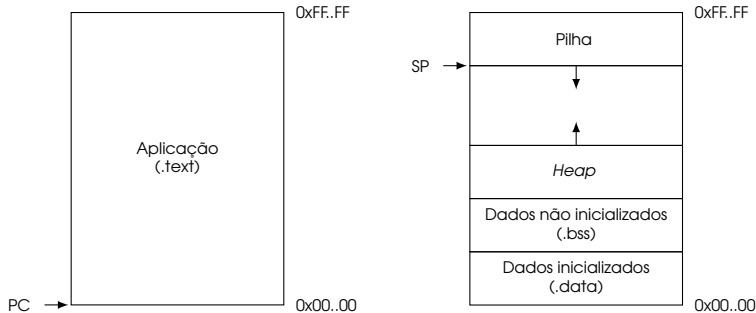 0xFF..FF
Aplicação
(.text)
PC
0x00..00
0xFF..FF
Pilha
SP
Heap
Dados não inicializados
(.bss)
Dados inicializados
(.data)
0x00..00